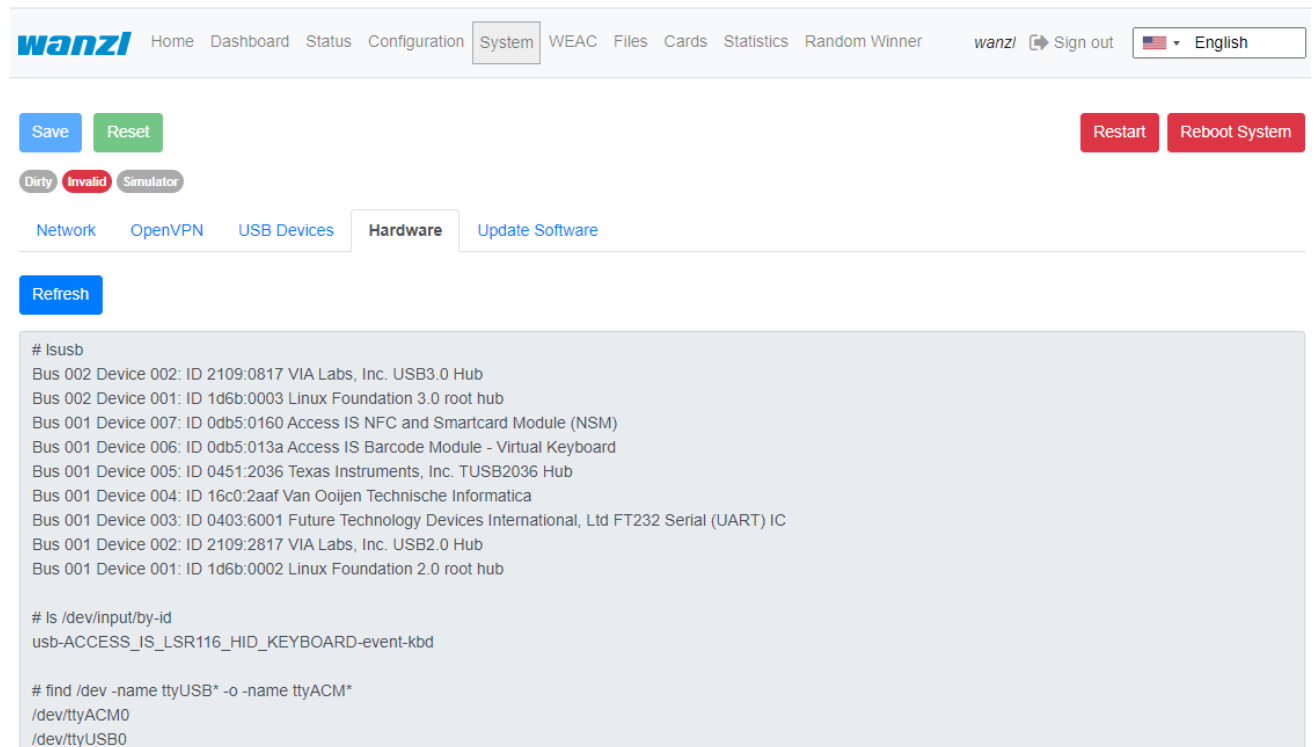 wanzl Home Dashboard Status Configuration System WEAC Files Cards Statistics Random Winner wanzl Sign out English
Save Reset Restart Reboot System
Dirty Invalid Simulator
Network OpenVPN USB Devices Hardware Update Software
Refresh
# lsusb
Bus 002 Device 002: ID 2109:0817 VIA Labs, Inc. USB3.0 Hub
Bus 002 Device 001: ID 1d6b:0003 Linux Foundation 3.0 root hub
Bus 001 Device 007: ID 0db5:0160 Access IS NFC and Smartcard Module (NSM)
Bus 001 Device 006: ID 0db5:013a Access IS Barcode Module - Virtual Keyboard
Bus 001 Device 005: ID 0451:2036 Texas Instruments, Inc. TUSB2036 Hub
Bus 001 Device 004: ID 16c0:2aaf Van Ooijen Technische Informatica
Bus 001 Device 003: ID 0403:6001 Future Technology Devices International, Ltd FT232 Serial (UART) IC
Bus 001 Device 002: ID 2109:2817 VIA Labs, Inc. USB2.0 Hub
Bus 001 Device 001: ID 1d6b:0002 Linux Foundation 2.0 root hub
# ls /dev/input/by-id
usb-ACCESS_IS_LSR116_HID_KEYBOARD-event-kbd
# find /dev -name ttyUSB* -o -name ttyACM*
/dev/ttyACM0
/dev/ttyUSB0